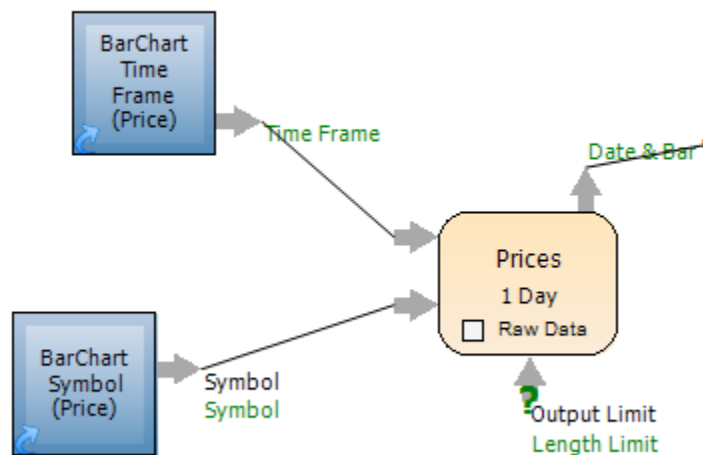 BarChart
Time
Frame
(Price)
Time Frame
Date & Bar
Prices
1 Day
Raw Data
BarChart
Symbol
(Price)
Symbol
Symbol
?
Output Limit
Length Limit